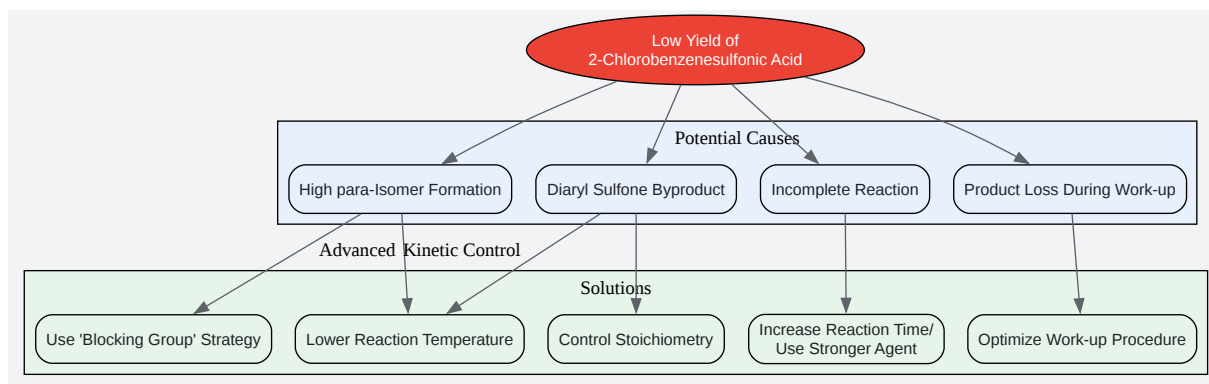 Low Yield of
2-Chlorobenzenesulfonic Acid
Potential Causes
High para-Isomer Formation
Diaryl Sulfone Byproduct
Incomplete Reaction
Product Loss During Work-up
Advanced
Kinetic Control
Solutions
Use 'Blocking Group' Strategy
Lower Reaction Temperature
Control Stoichiometry
Increase Reaction Time/
Use Stronger Agent
Optimize Work-up Procedure